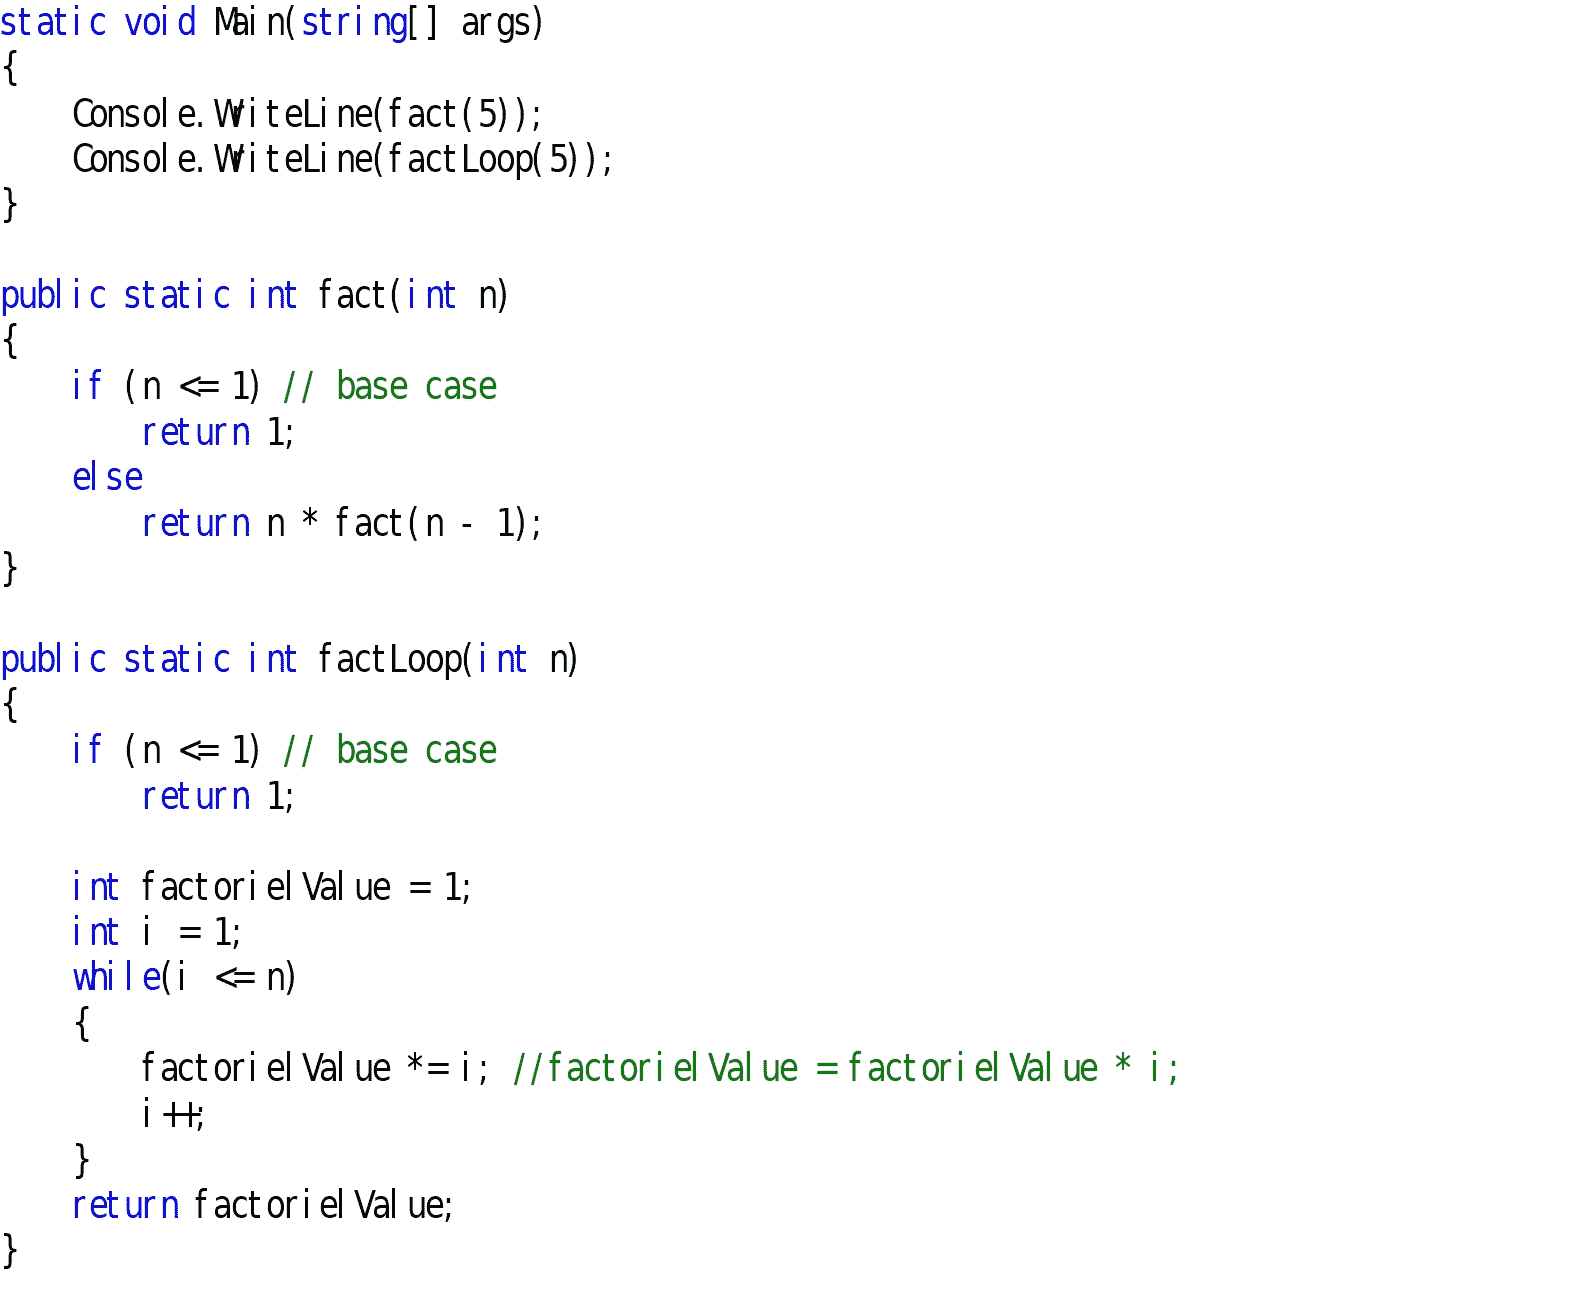 static void Main(string[] args)
{
    Console.WriteLine(fact(5));
    Console.WriteLine(factLoop(5));
}

public static int fact(int n)
{
    if (n <= 1) // base case
        return 1;
    else
        return n * fact(n - 1);
}

public static int factLoop(int n)
{
    if (n <= 1) // base case
        return 1;

    int factorielValue = 1;
    int i = 1;
    while(i <= n)
    {
        factorielValue *= i; //factorielValue = factorielValue * i;
        i++;
    }
    return factorielValue;
}